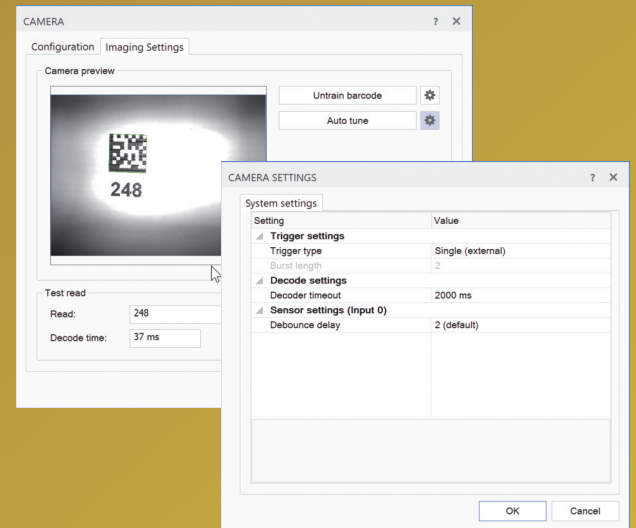 CAMERA ? ×
Configuration Imaging Settings
Camera preview
Untrain barcode
Auto tune
248
Test read
Read: 248
Decode time: 37 ms
CAMERA SETTINGS ? ×
System settings
Setting Value
Trigger settings
Trigger type Single (external)
Burst length 2
Decode settings
Decoder timeout 2000 ms
Sensor settings (Input 0)
Debounce delay 2 (default)
OK Cancel